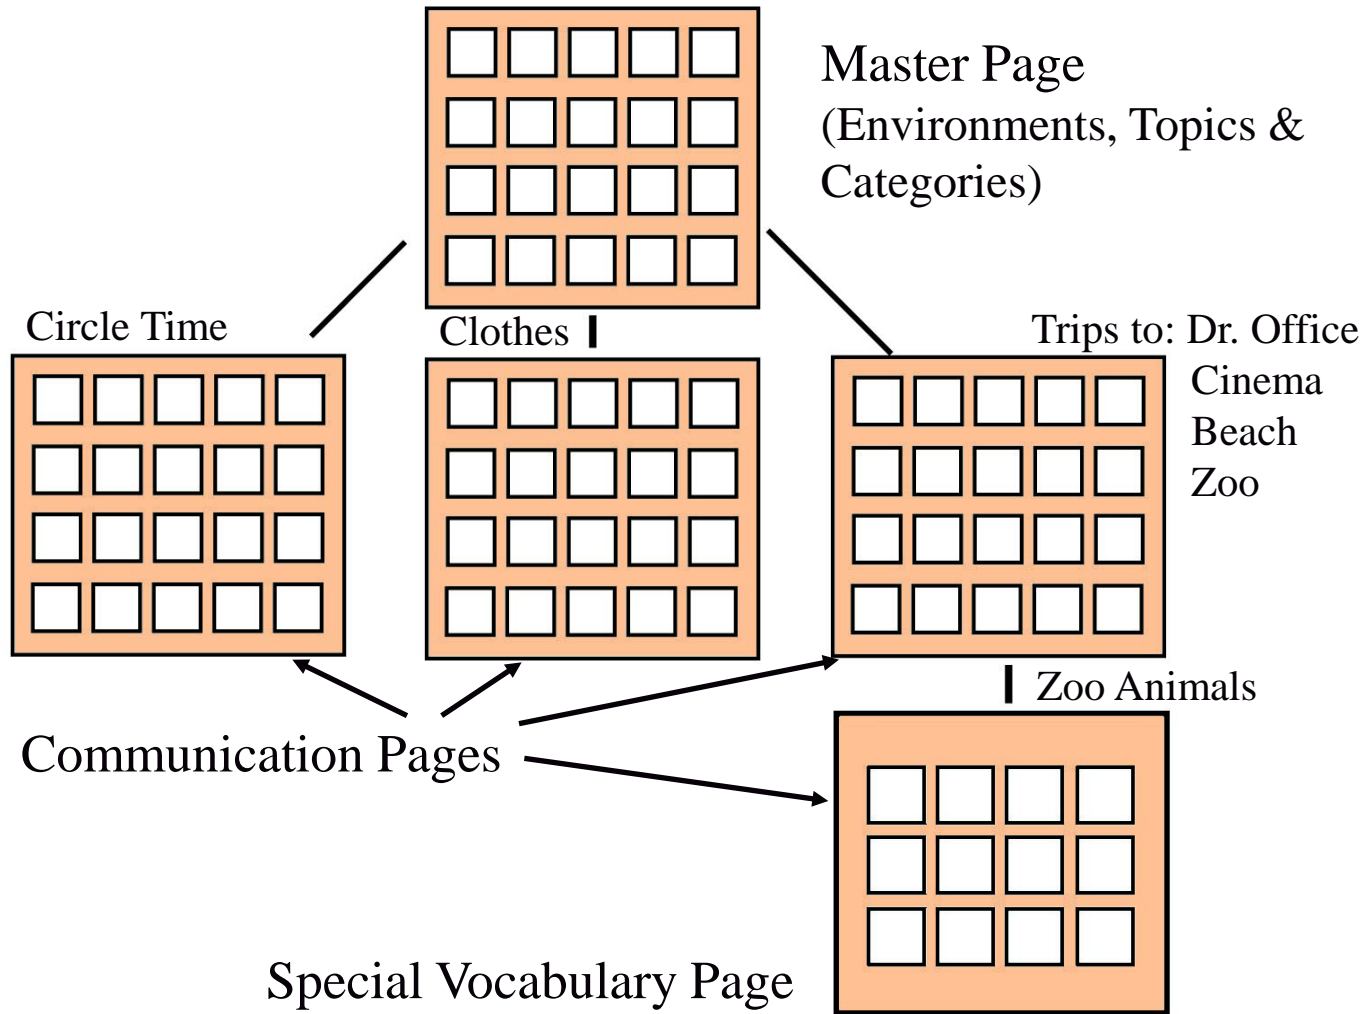 Master Page
(Environments, Topics &
Categories)
Circle Time
Clothes
Trips to: Dr. Office
Cinema
Beach
Zoo
Zoo Animals
Communication Pages
Special Vocabulary Page